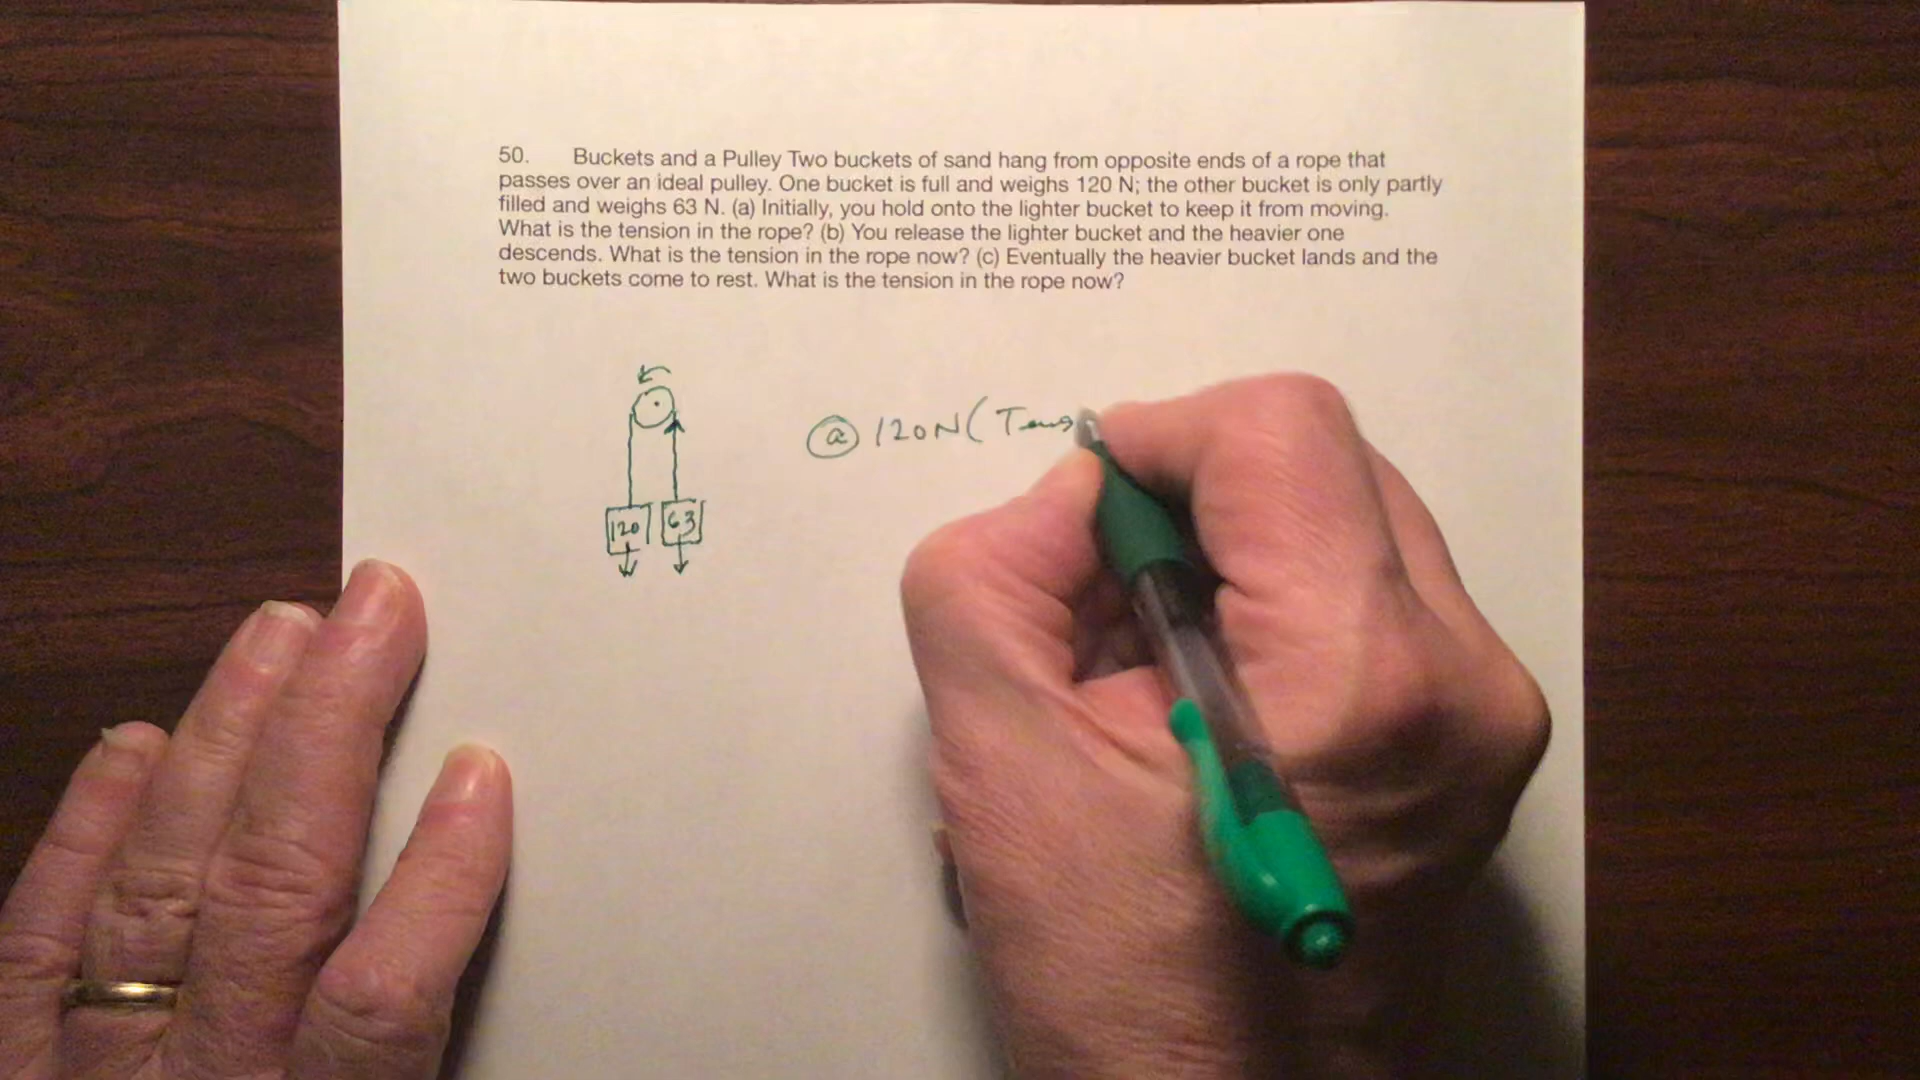 50. Buckets and a Pulley Two buckets of sand hang from opposite ends of a rope that
passes over an ideal pulley. One bucket is full and weighs 120 N; the other bucket is only partly
filled and weighs 63 N. (a) Initially, you hold onto the lighter bucket to keep it from moving.
What is the tension in the rope? (b) You release the lighter bucket and the heavier one
descends. What is the tension in the rope now? (c) Eventually the heavier bucket lands and the
two buckets come to rest. What is the tension in the rope now?
a 120N (Tens
120 63